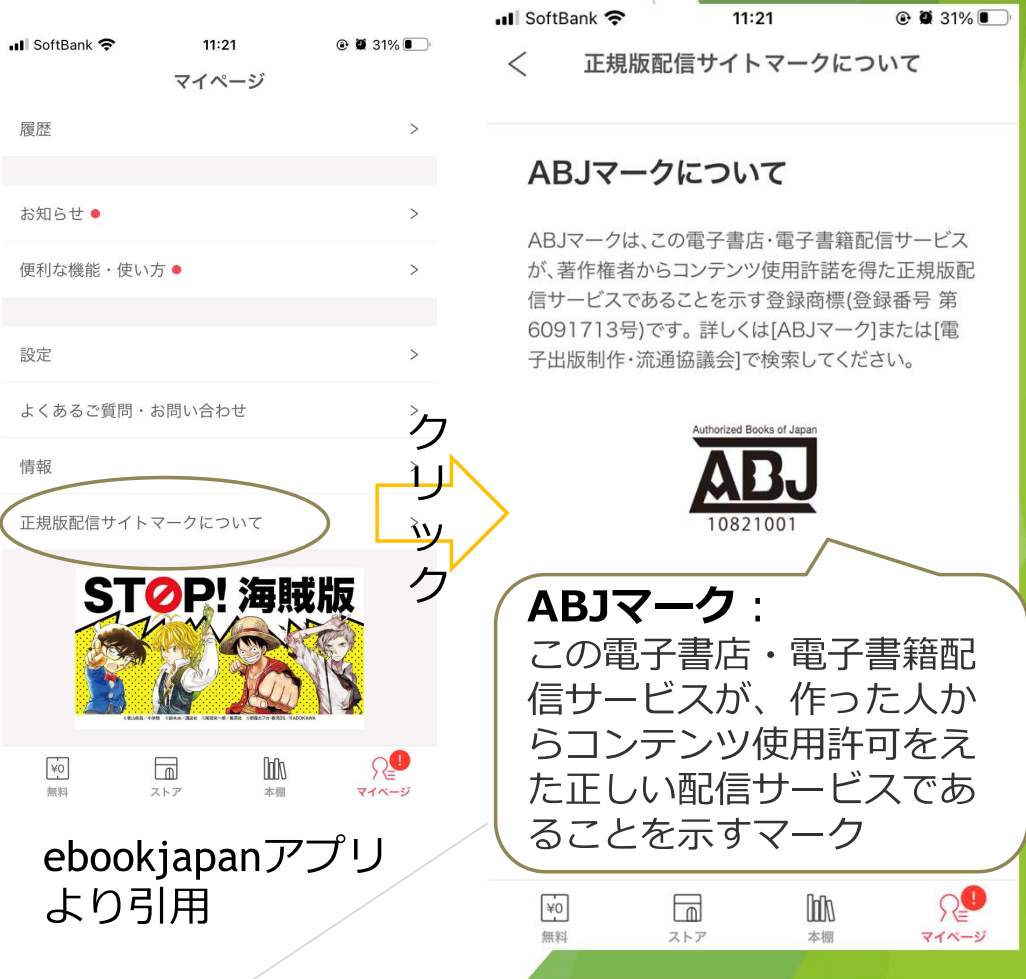 SoftBank 11:21 31%
マイページ
履歴
お知らせ
便利な機能・使い方
設定
よくあるご質問・お問い合わせ
情報
正規版配信サイトマークについて
STOP! 海賊版
¥0
無料
ストア
本棚
!
マイページ
ebookjapanアプリ
より引用
クリック
SoftBank 11:21 31%
正規版配信サイトマークについて
ABJマークについて
ABJマークは、この電子書店・電子書籍配信サービス
が、著作権者からコンテンツ使用許諾を得た正規版配
信サービスであることを示す登録商標(登録番号 第
6091713号)です。詳しくは[ABJマーク]または[電
子出版制作・流通協議会]で検索してください。
Authorized Books of Japan
ABJ
10821001
ABJマーク：
この電子書店・電子書籍配
信サービスが、作った人か
らコンテンツ使用許可をえ
た正しい配信サービスであ
ることを示すマーク
¥0
無料
ストア
本棚
!
マイページ